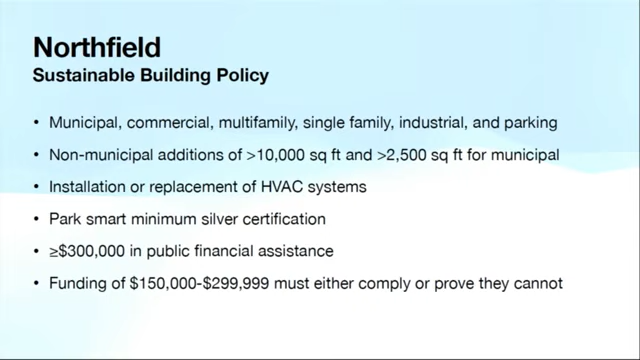 Northfield
Sustainable Building Policy
• Municipal, commercial, multifamily, single family, industrial, and parking
• Non-municipal additions of >10,000 sq ft and >2,500 sq ft for municipal
• Installation or replacement of HVAC systems
• Park smart minimum silver certification
• ≥$300,000 in public financial assistance
• Funding of $150,000-$299,999 must either comply or prove they cannot